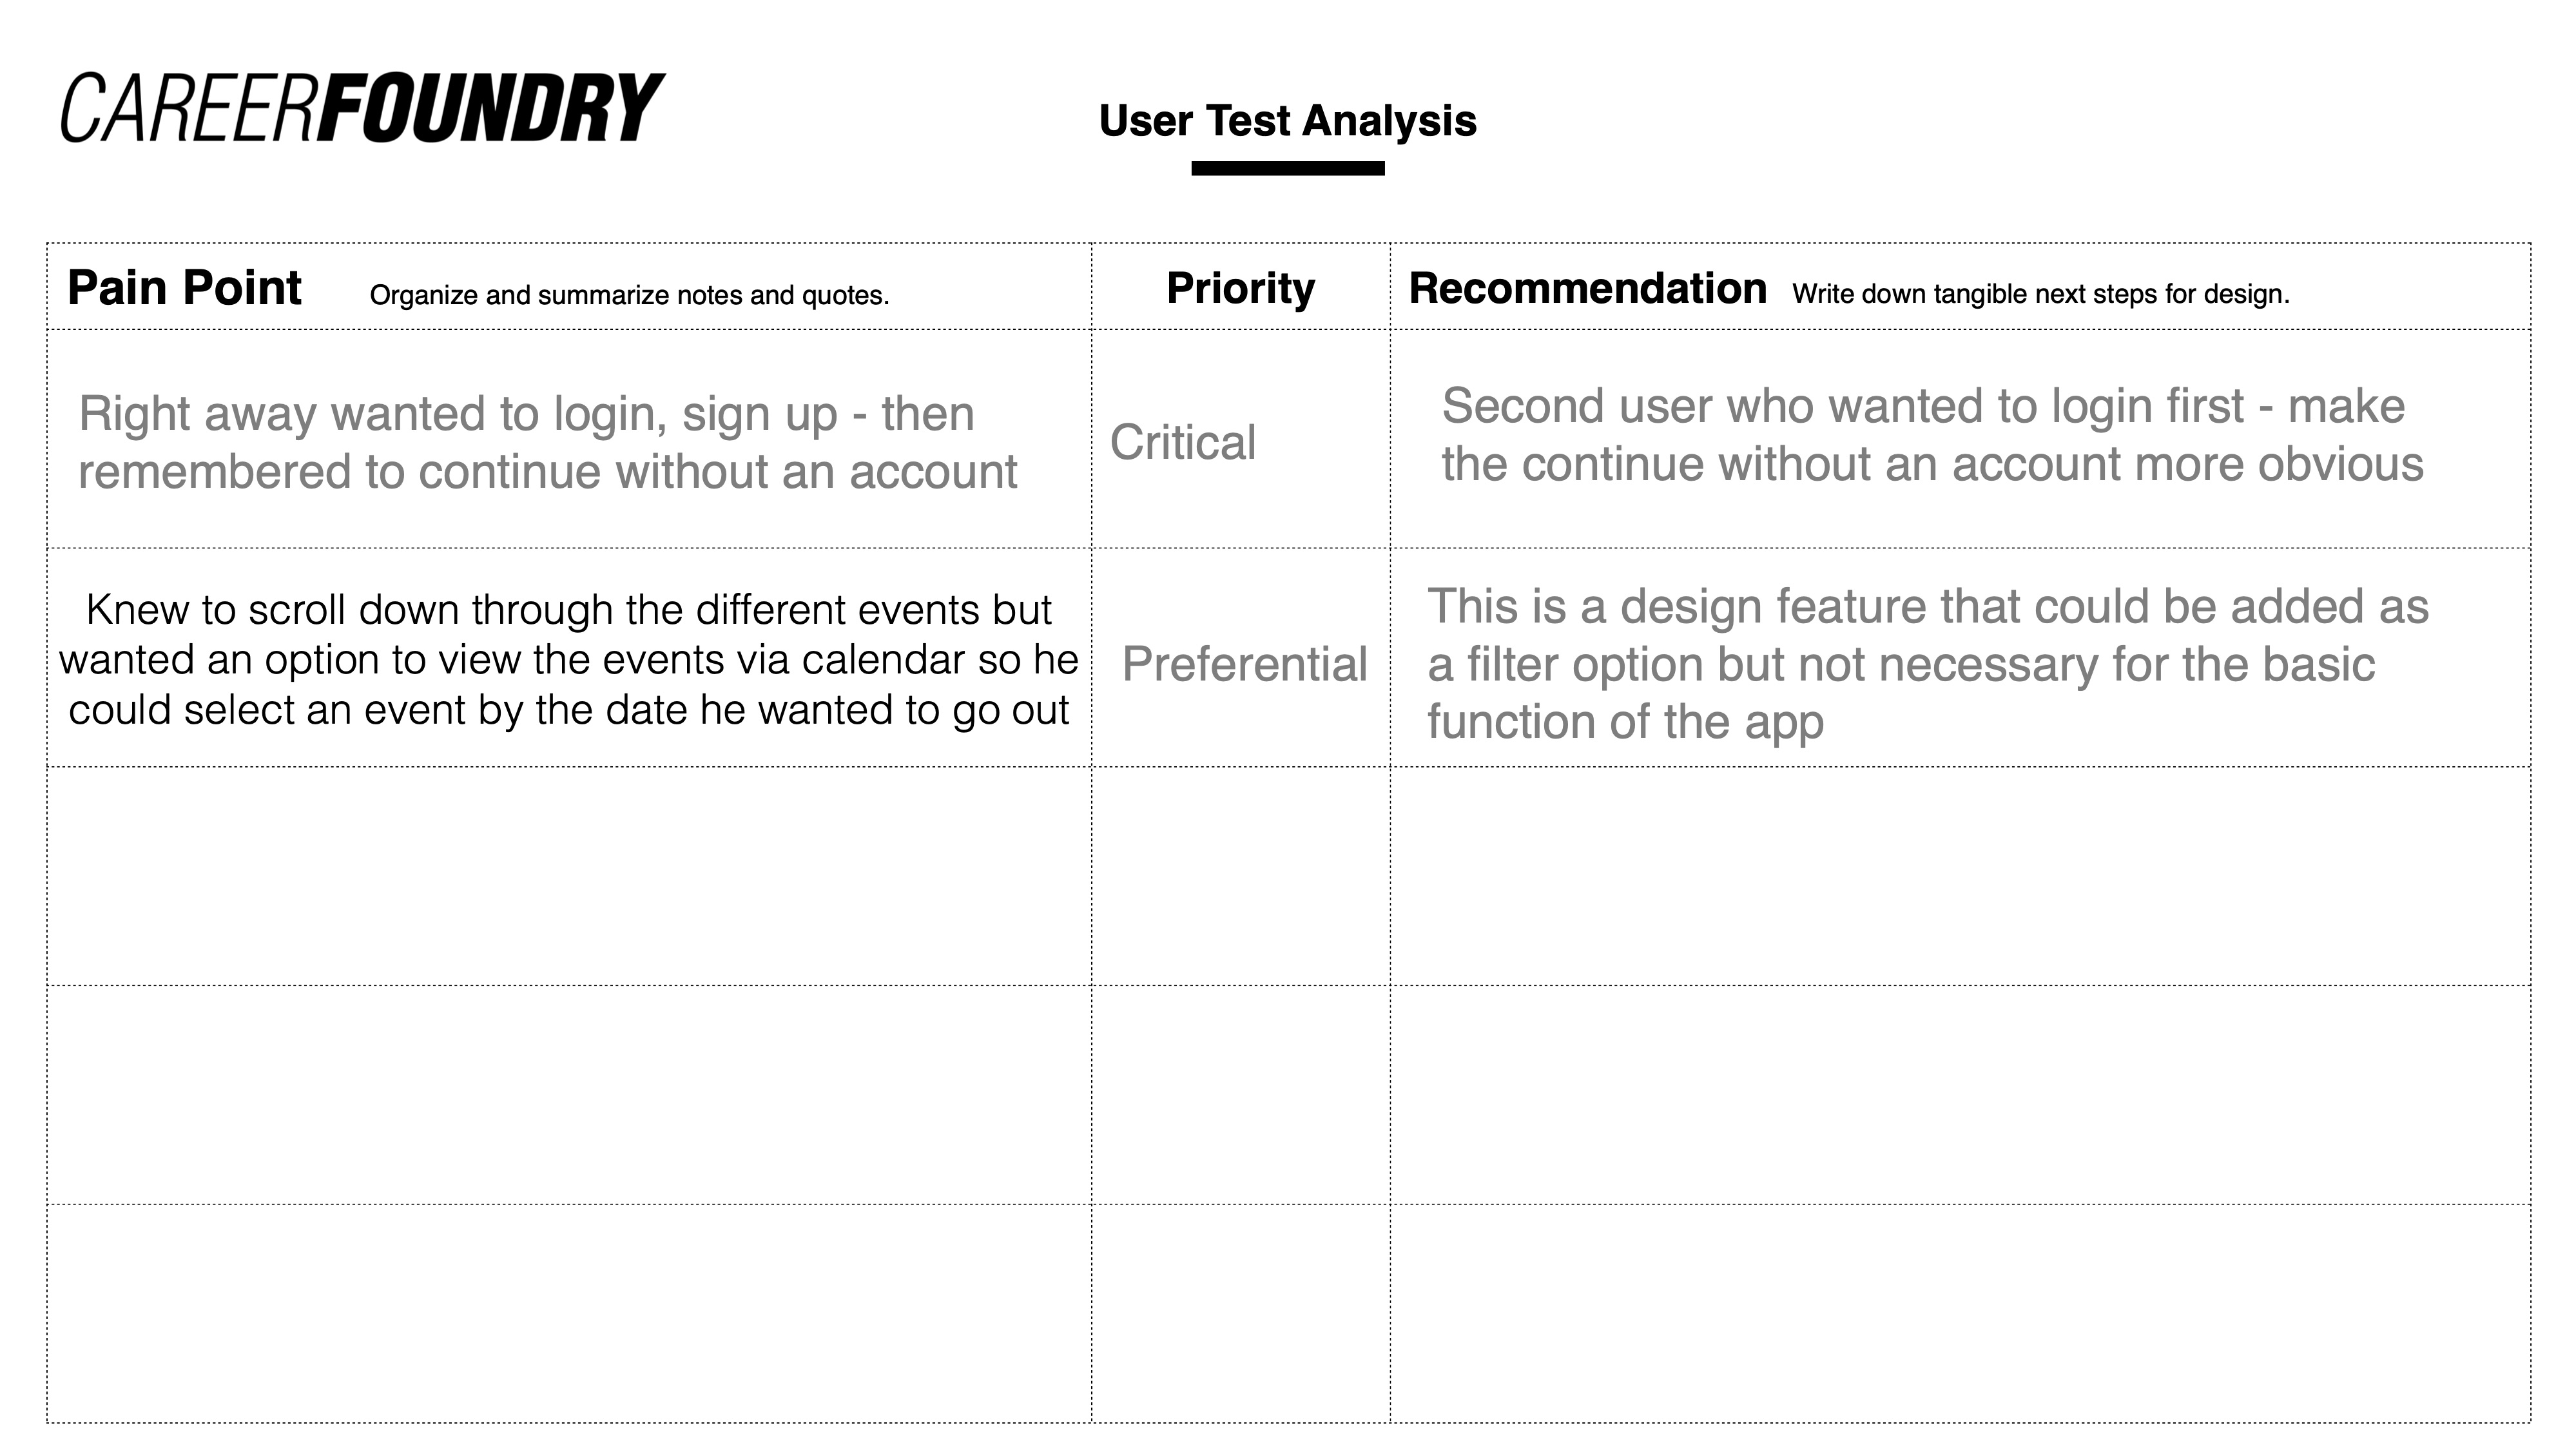 CAREERFOUNDRY
User Test Analysis
Pain Point Organize and summarize notes and quotes.
Priority
Recommendation Write down tangible next steps for design.
Right away wanted to login, sign up - then
remembered to continue without an account
Critical
Second user who wanted to login first - make
the continue without an account more obvious
Knew to scroll down through the different events but
wanted an option to view the events via calendar so he
could select an event by the date he wanted to go out
Preferential
This is a design feature that could be added as
a filter option but not necessary for the basic
function of the app